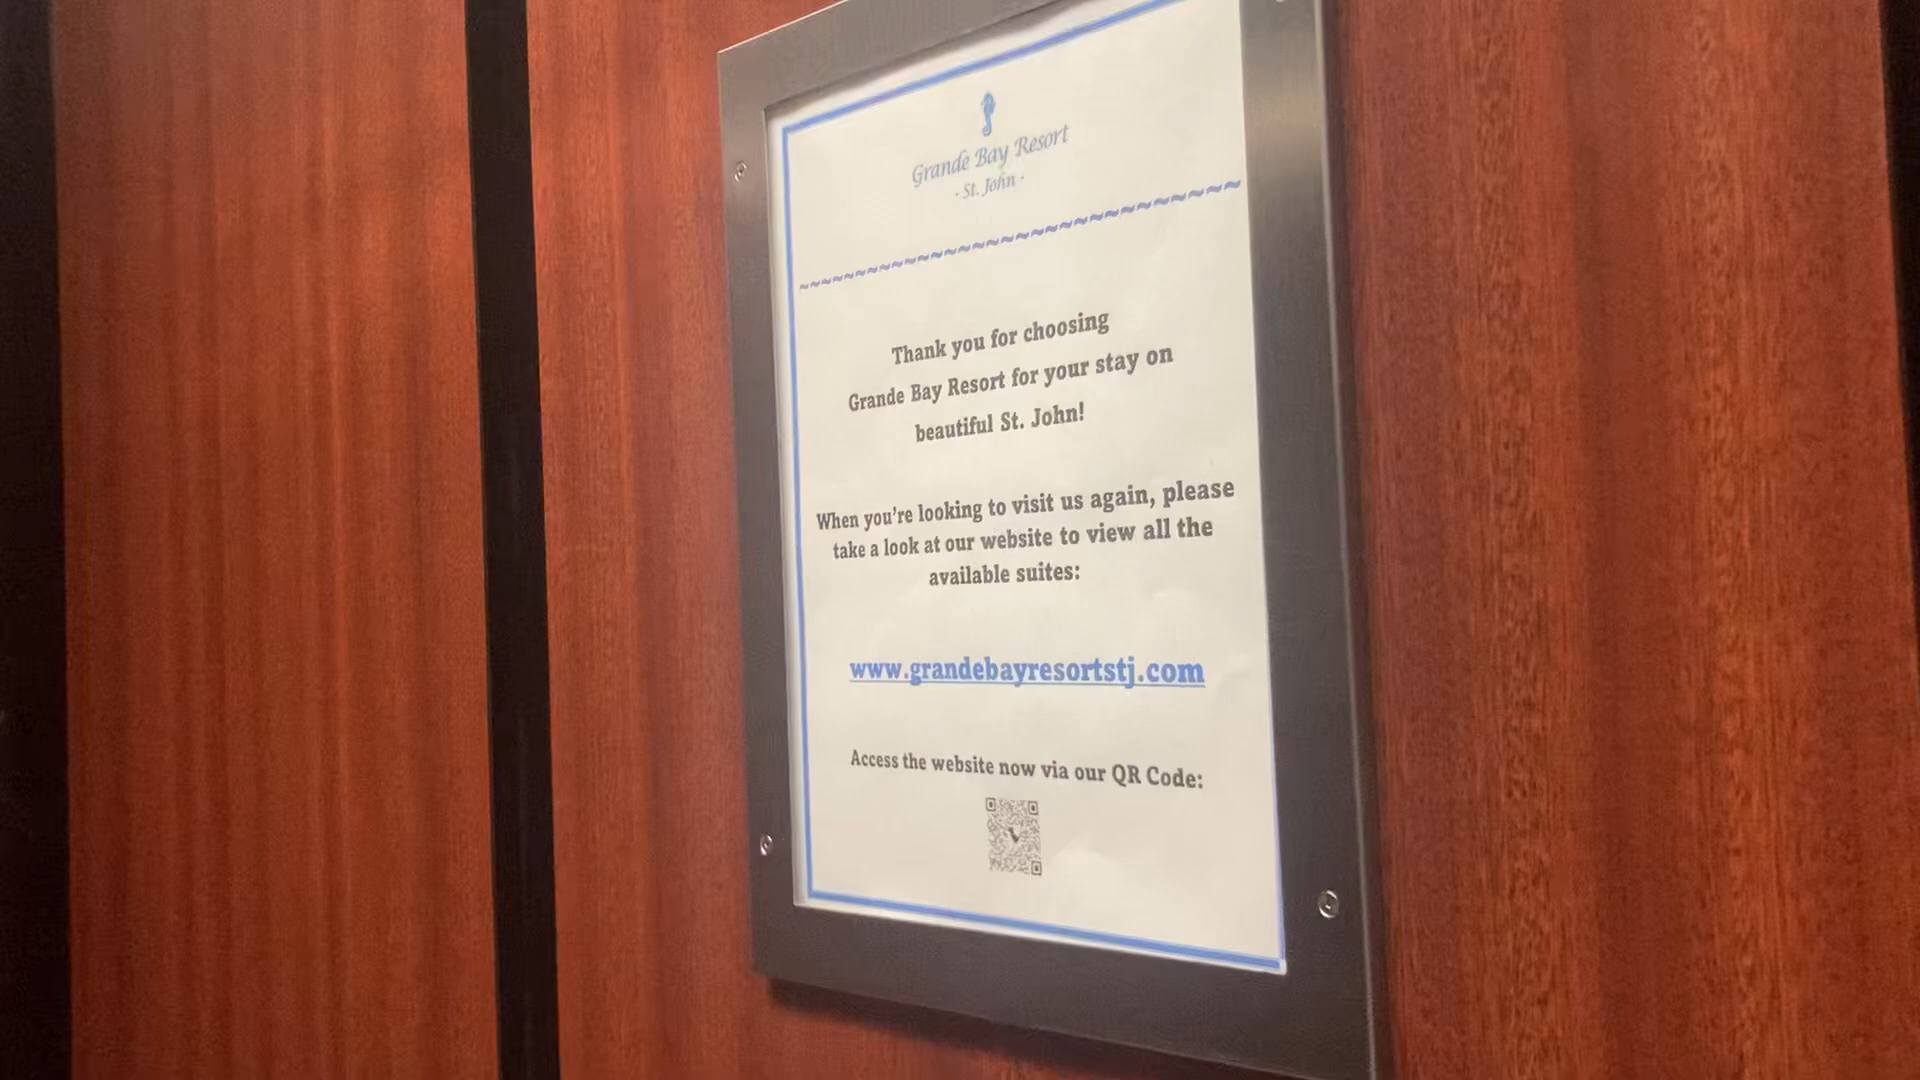 Grande Bay Resort
· St. John ·
~~~~~~~~~~~~~~~~~~~~~~~~~~~~~~~~~~~~
Thank you for choosing
Grande Bay Resort for your stay on
beautiful St. John!
When you're looking to visit us again, please
take a look at our website to view all the
available suites:
www.grandebayresortstj.com
Access the website now via our QR Code: